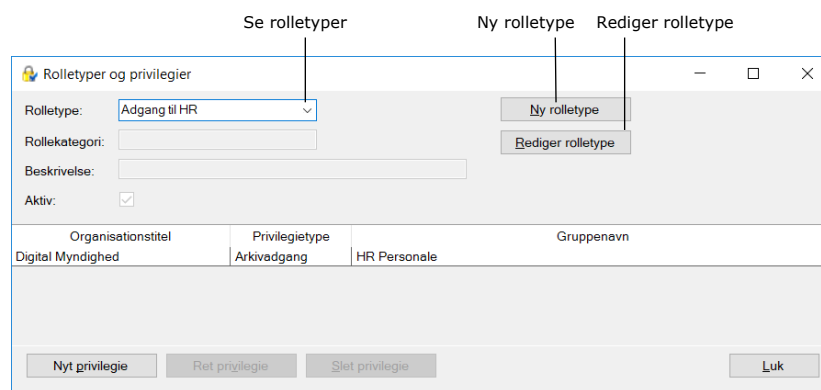 Se rolletyper Ny rolletype Rediger rolletype
Rolletyper og privilegier
Rolletype: Adgang til HR Ny rolletype
Rollekategori: Rediger rolletype
Beskrivelse:
Aktiv:
Organisationstitel Privilegietype Gruppenavn
Digital Myndighed Arkivadgang HR Personale
Nyt privilegie Ret privilegie Slet privilegie Luk